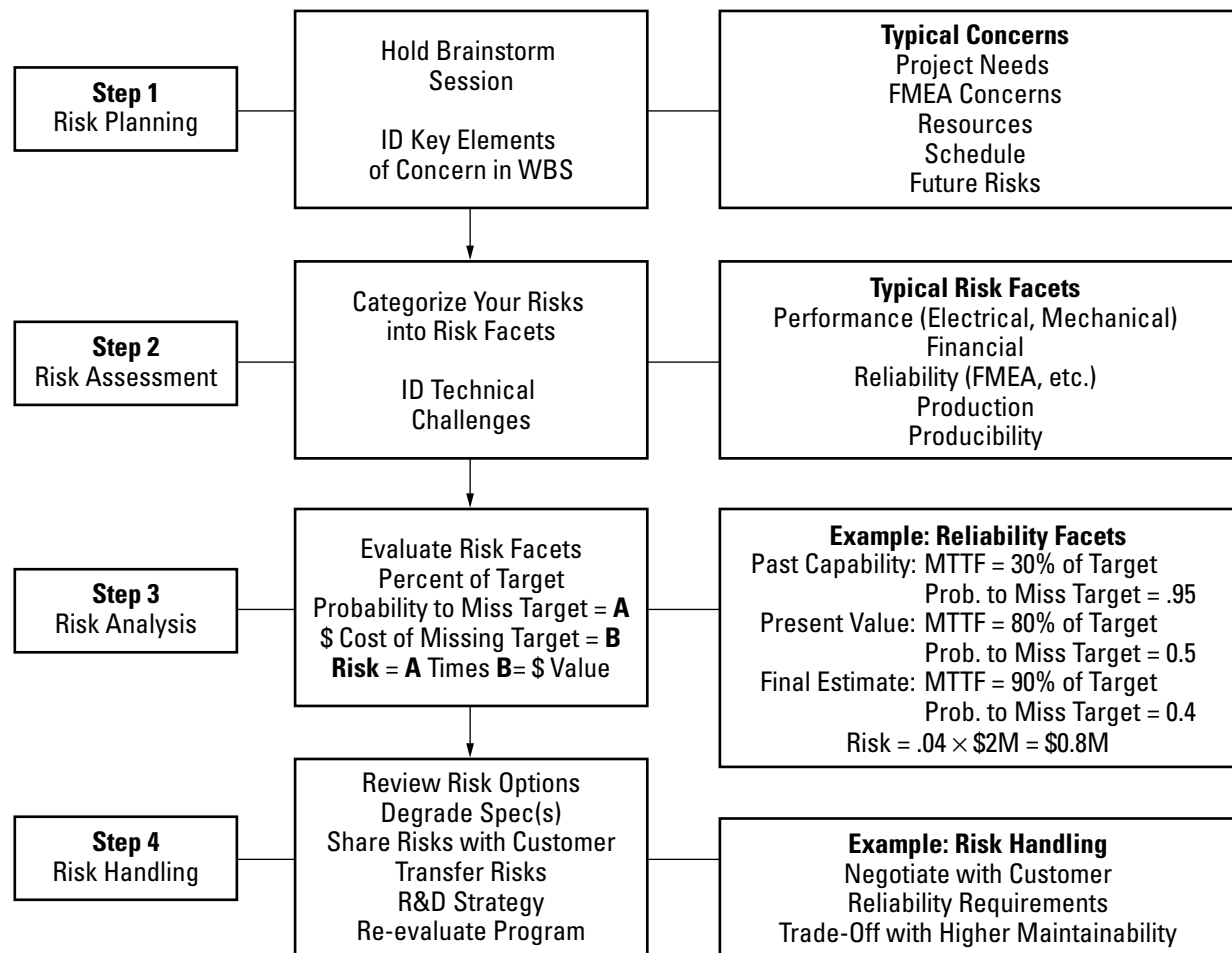 Step 1
Risk Planning
Hold Brainstorm
Session
ID Key Elements
of Concern in WBS
Typical Concerns
Project Needs
FMEA Concerns
Resources
Schedule
Future Risks
Step 2
Risk Assessment
Categorize Your Risks
into Risk Facets
ID Technical
Challenges
Typical Risk Facets
Performance (Electrical, Mechanical)
Financial
Reliability (FMEA, etc.)
Production
Producibility
Step 3
Risk Analysis
Evaluate Risk Facets
Percent of Target
Probability to Miss Target = A
$ Cost of Missing Target = B
Risk = A Times B= $ Value
Example: Reliability Facets
Past Capability: MTTF = 30% of Target
Prob. to Miss Target = .95
Present Value: MTTF = 80% of Target
Prob. to Miss Target = 0.5
Final Estimate: MTTF = 90% of Target
Prob. to Miss Target = 0.4
Risk = .04 × $2M = $0.8M
Step 4
Risk Handling
Review Risk Options
Degrade Spec(s)
Share Risks with Customer
Transfer Risks
R&D Strategy
Re-evaluate Program
Example: Risk Handling
Negotiate with Customer
Reliability Requirements
Trade-Off with Higher Maintainability